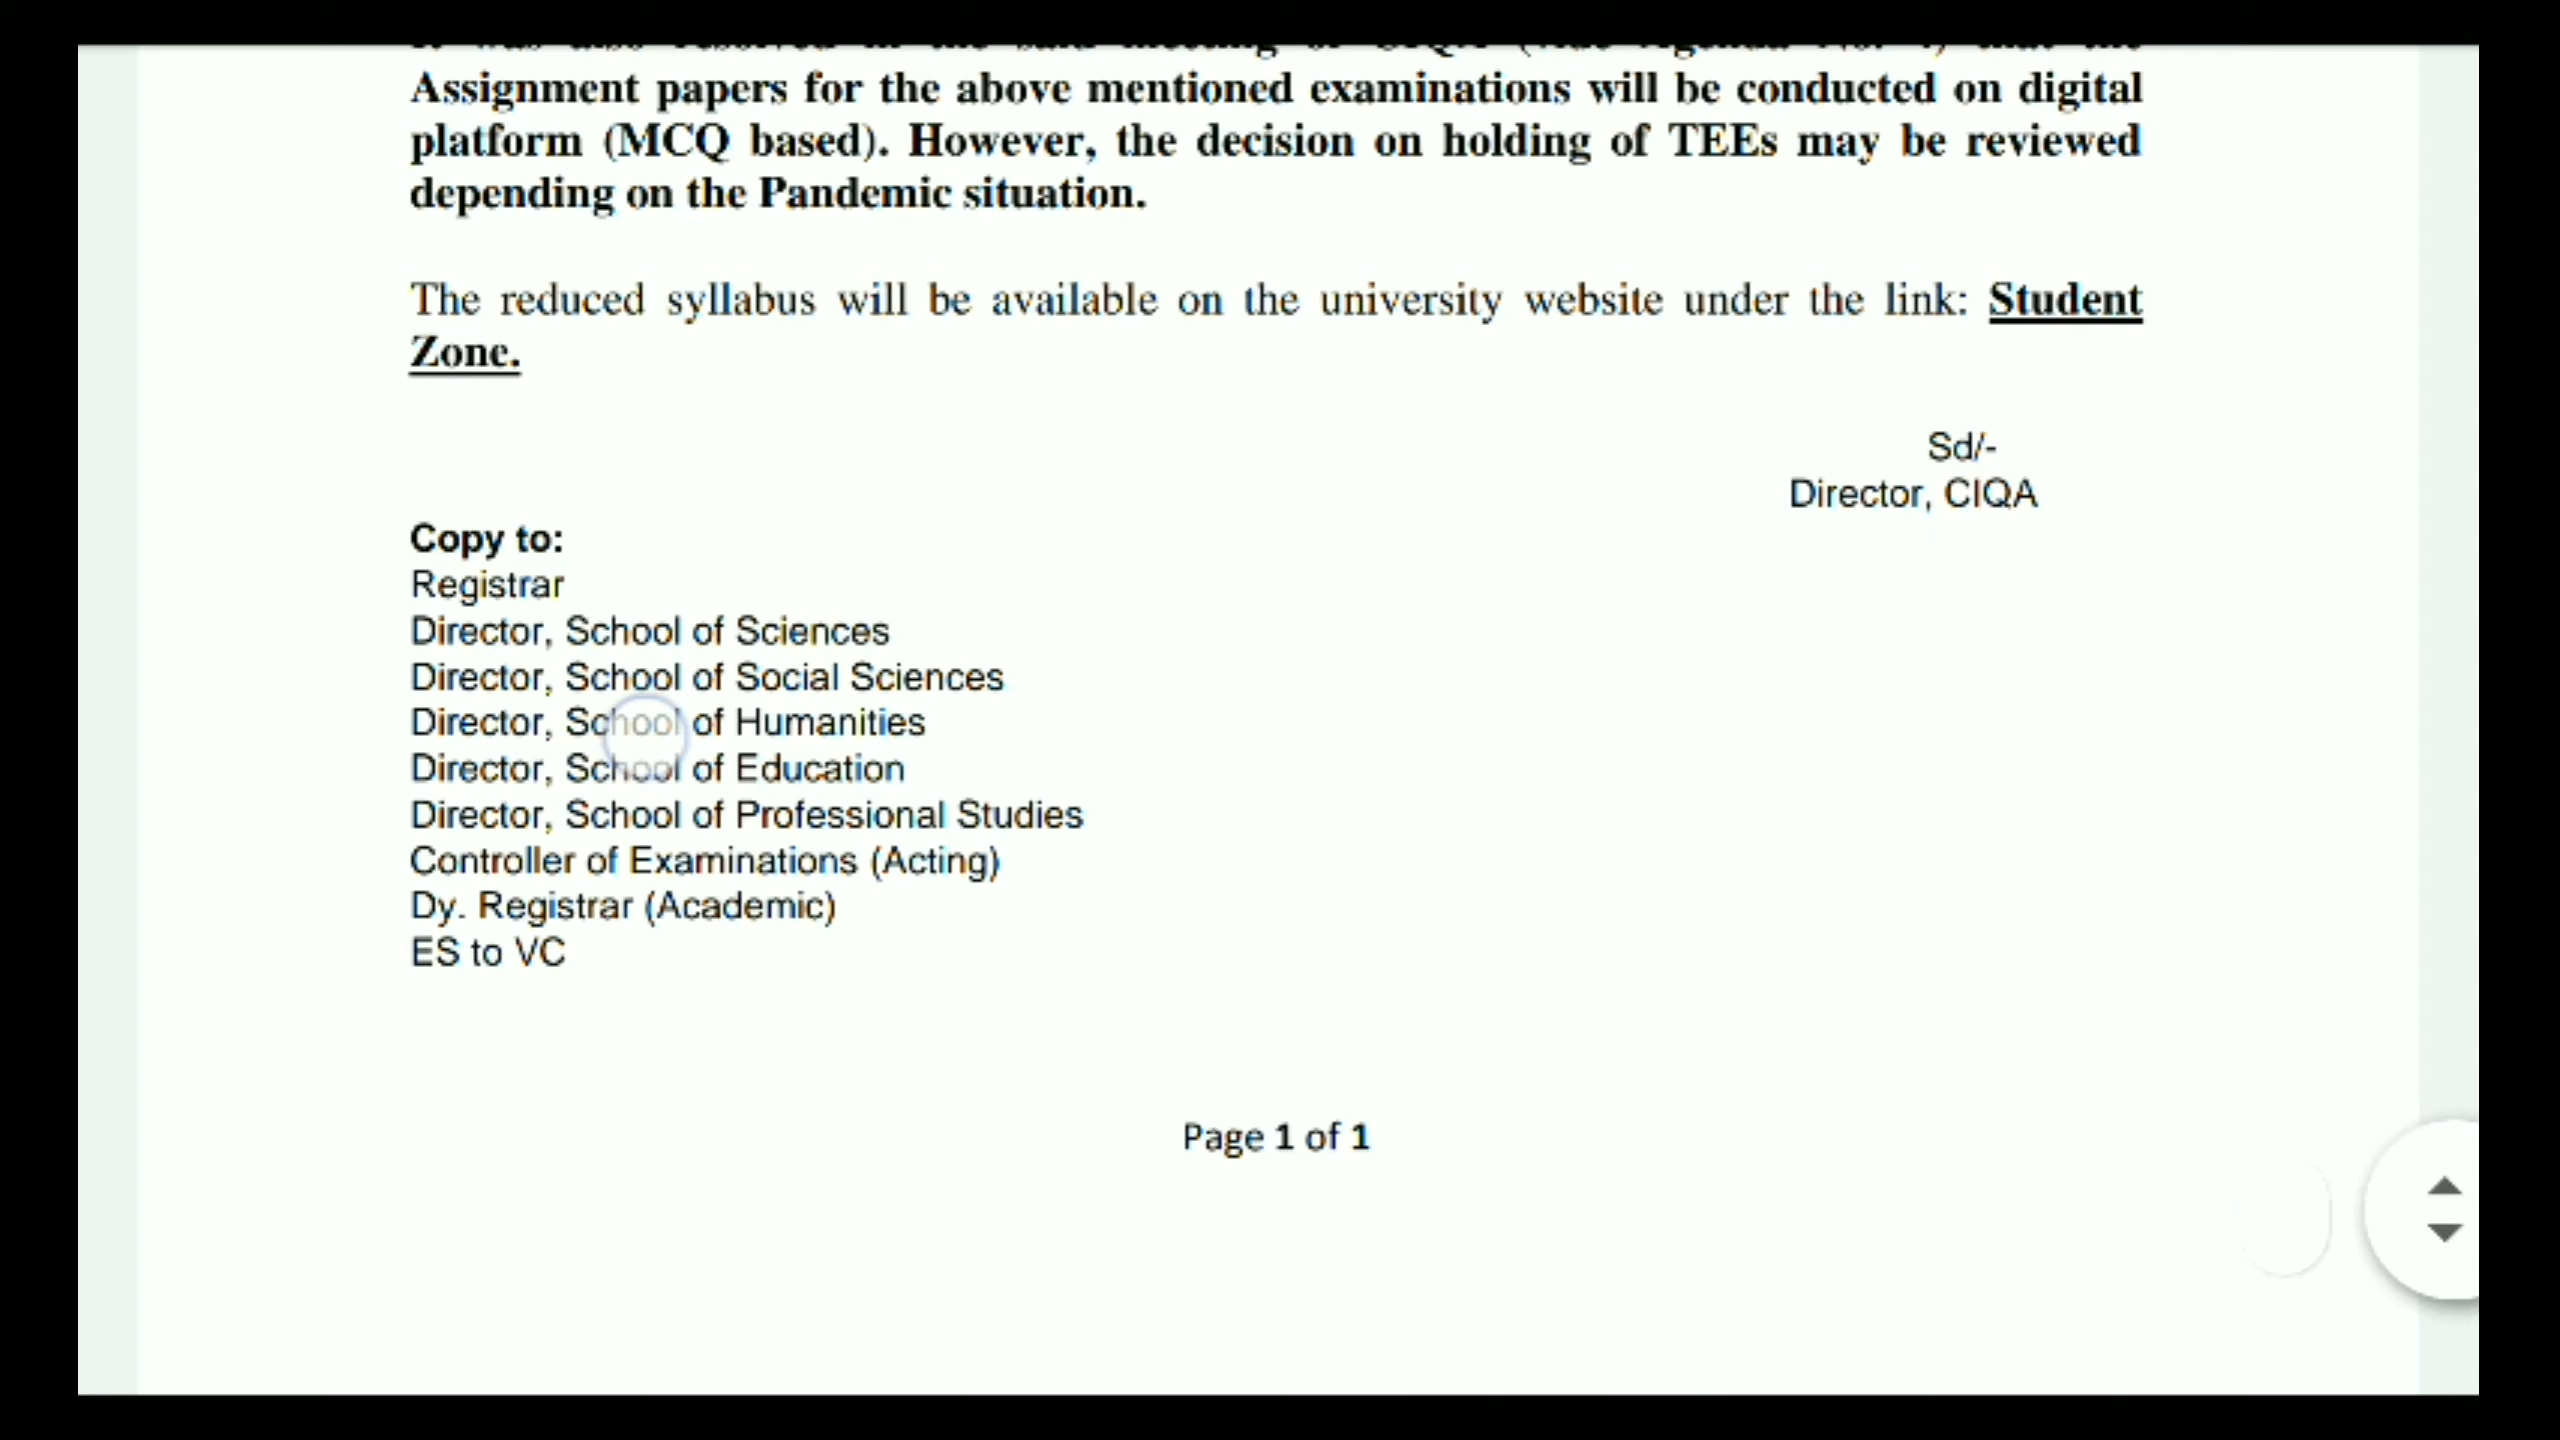 Assignment papers for the above mentioned examinations will be conducted on digital
platform (MCQ based). However, the decision on holding of TEEs may be reviewed
depending on the Pandemic situation.
The reduced syllabus will be available on the university website under the link: Student
Zone.
Sd/-
Director, CIQA
Copy to:
Registrar
Director, School of Sciences
Director, School of Social Sciences
Director, School of Humanities
Director, School of Education
Director, School of Professional Studies
Controller of Examinations (Acting)
Dy. Registrar (Academic)
ES to VC
Page 1 of 1